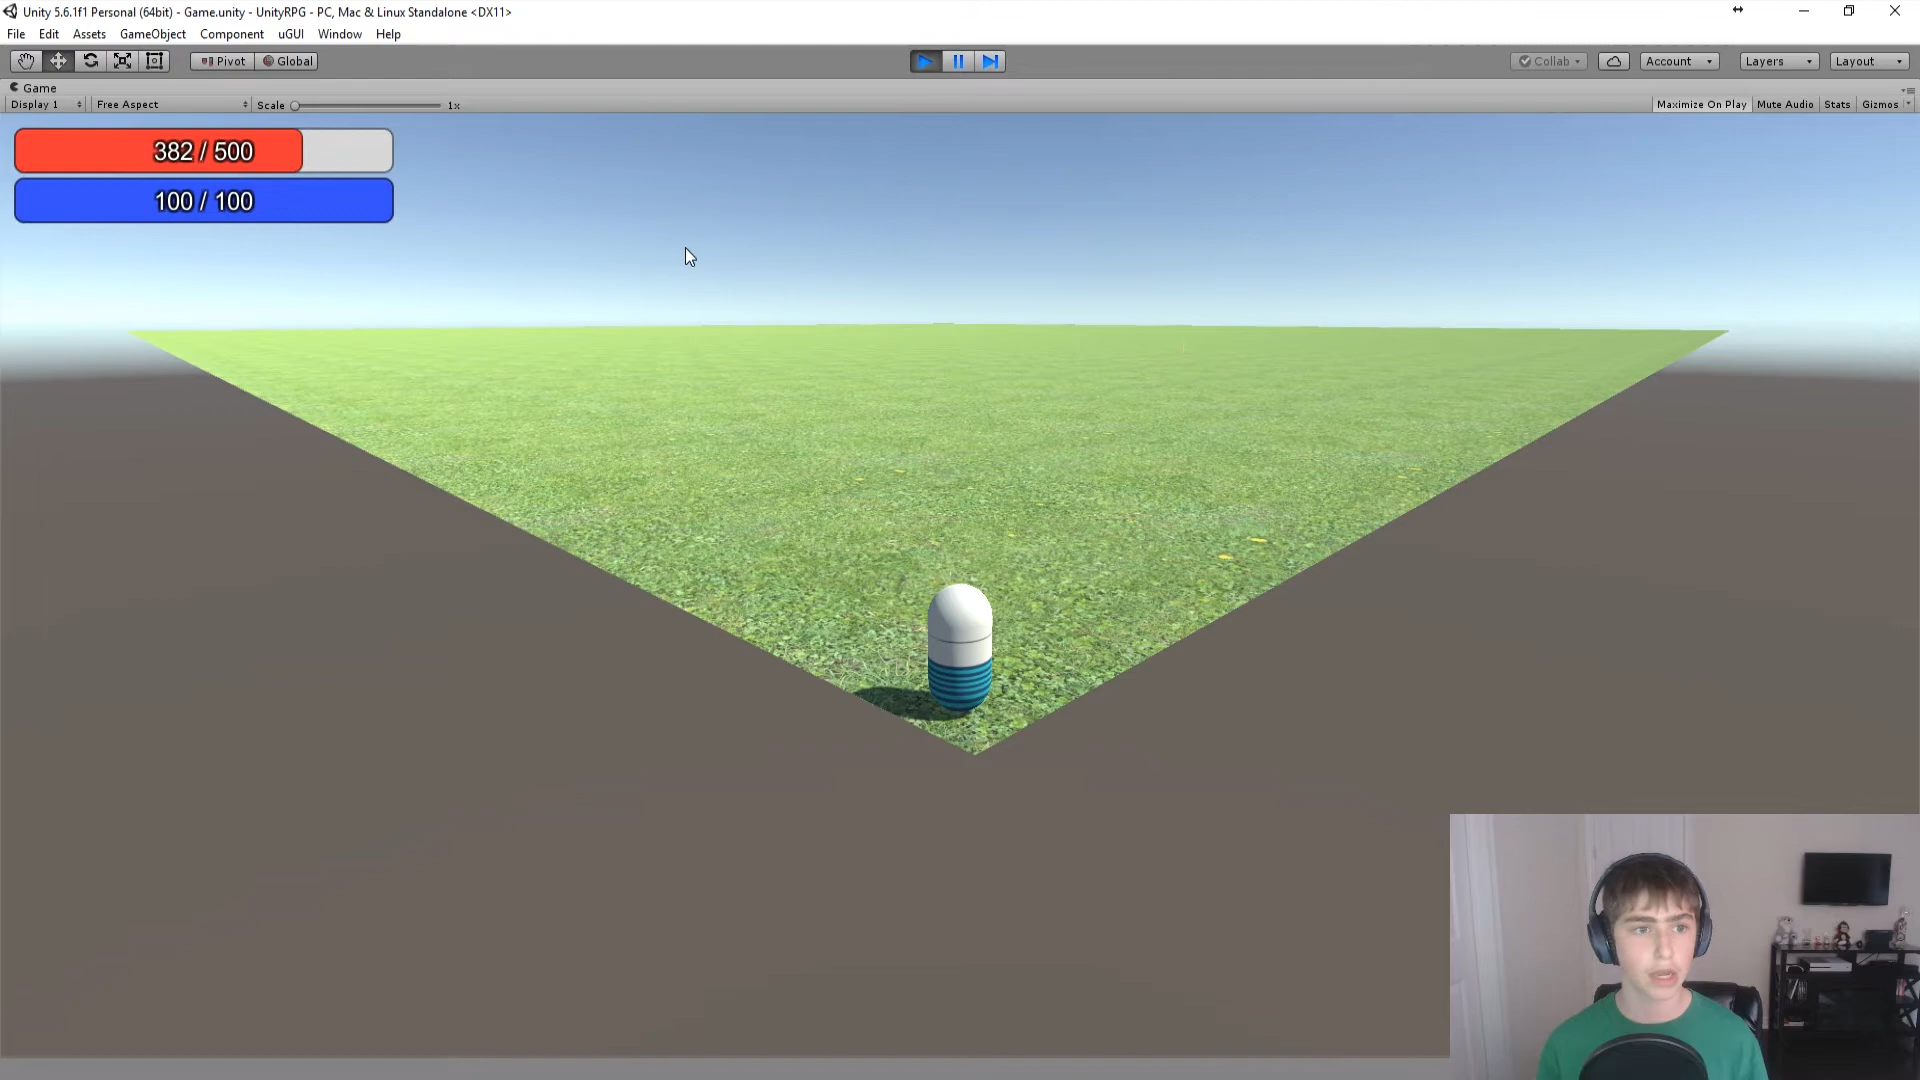 Unity 5.6.1f1 Personal (64bit) - Game.unity - UnityRPG - PC, Mac & Linux Standalone <DX11>
File Edit Assets GameObject Component uGUI Window Help
Pivot Global Collab Account Layers Layout
Game
Display 1 Free Aspect Scale 1x Maximize On Play Mute Audio Stats Gizmos
382 / 500
100 / 100